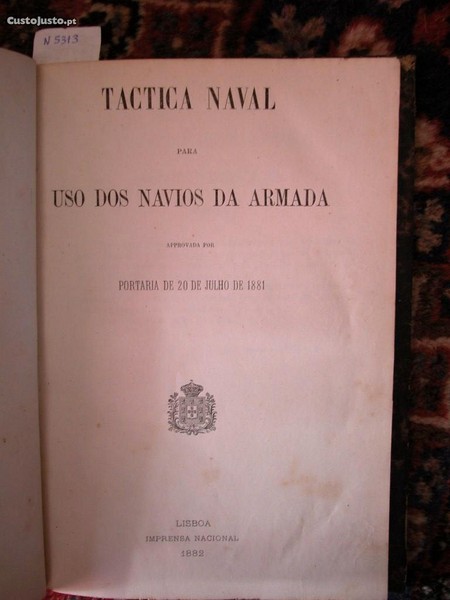 CustoJusto.pt
N 5313
TACTICA NAVAL
PARA
USO DOS NAVIOS DA ARMADA
APPROVADA POR
PORTARIA DE 20 DE JULHO DE 1881
LISBOA
IMPRENSA NACIONAL
1882